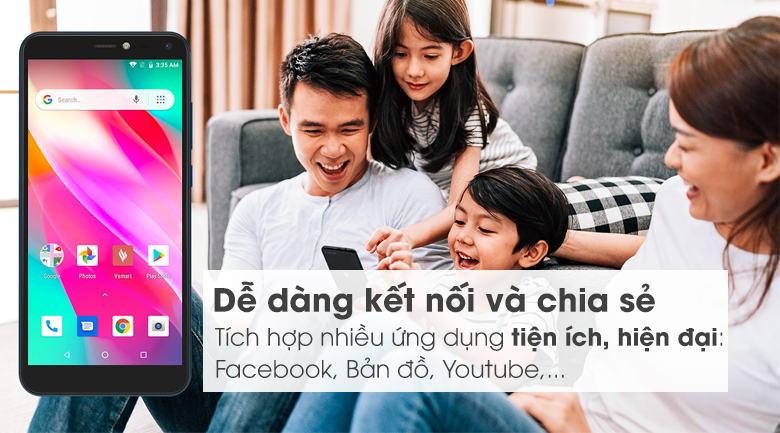 3:35 AM
Search...
Google Photos Vsmart Play Store
Dễ dàng kết nối và chia sẻ
Tích hợp nhiều ứng dụng tiện ích, hiện đại:
Facebook, Bản đồ, Youtube,...